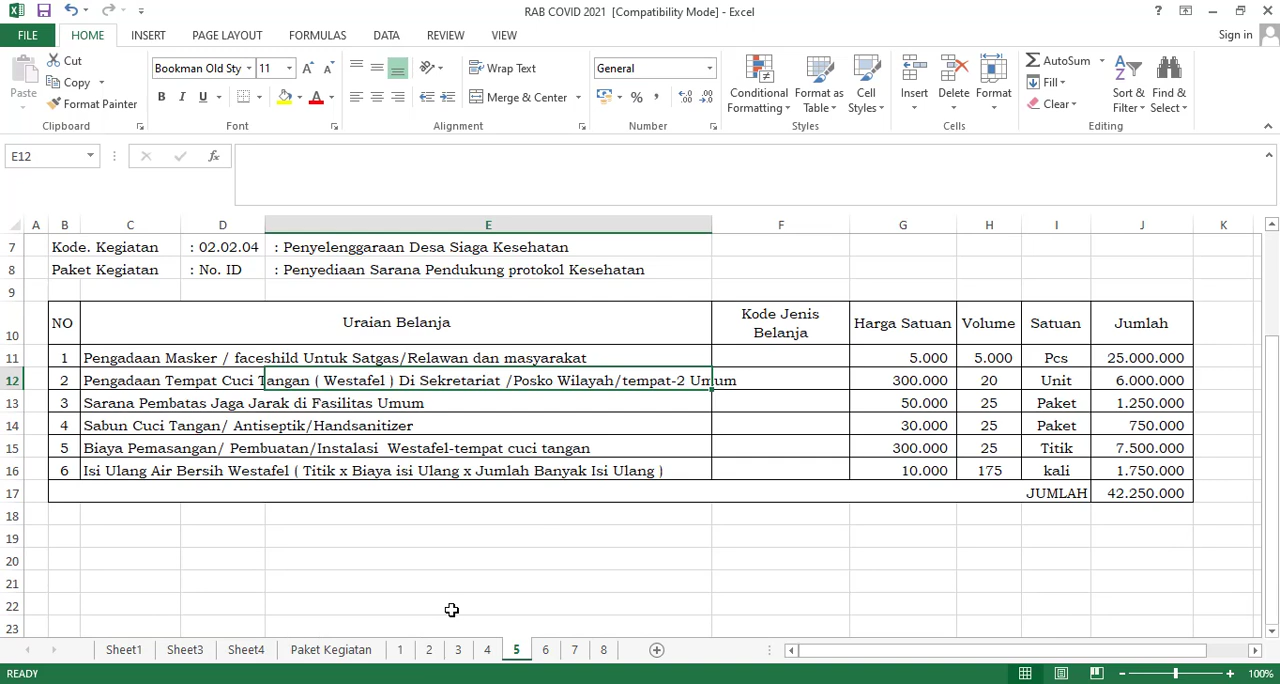 RAB COVID 2021 [Compatibility Mode] - Excel
FILE HOME INSERT PAGE LAYOUT FORMULAS DATA REVIEW VIEW Sign in
Paste Cut Copy Format Painter
Bookman Old Sty 11
B I U
Wrap Text
Merge & Center
General
Conditional Formatting Format as Table Cell Styles
Insert Delete Format
AutoSum Fill Clear
Sort & Filter Find & Select
Clipboard Font Alignment Number Styles Cells Editing
E12 fx
A B C D E F G H I J K
7 Kode. Kegiatan : 02.02.04 : Penyelenggaraan Desa Siaga Kesehatan
8 Paket Kegiatan : No. ID : Penyediaan Sarana Pendukung protokol Kesehatan
9
10 NO Uraian Belanja Kode Jenis Belanja Harga Satuan Volume Satuan Jumlah
11 1 Pengadaan Masker / faceshild Untuk Satgas/Relawan dan masyarakat 5.000 5.000 Pcs 25.000.000
12 2 Pengadaan Tempat Cuci Tangan ( Westafel ) Di Sekretariat /Posko Wilayah/tempat-2 Umum 300.000 20 Unit 6.000.000
13 3 Sarana Pembatas Jaga Jarak di Fasilitas Umum 50.000 25 Paket 1.250.000
14 4 Sabun Cuci Tangan/ Antiseptik/Handsanitizer 30.000 25 Paket 750.000
15 5 Biaya Pemasangan/ Pembuatan/Instalasi Westafel-tempat cuci tangan 300.000 25 Titik 7.500.000
16 6 Isi Ulang Air Bersih Westafel ( Titik x Biaya isi Ulang x Jumlah Banyak Isi Ulang ) 10.000 175 kali 1.750.000
17 JUMLAH 42.250.000
18
19
20
21
22
23
Sheet1 Sheet3 Sheet4 Paket Kegiatan 1 2 3 4 5 6 7 8
READY 100%